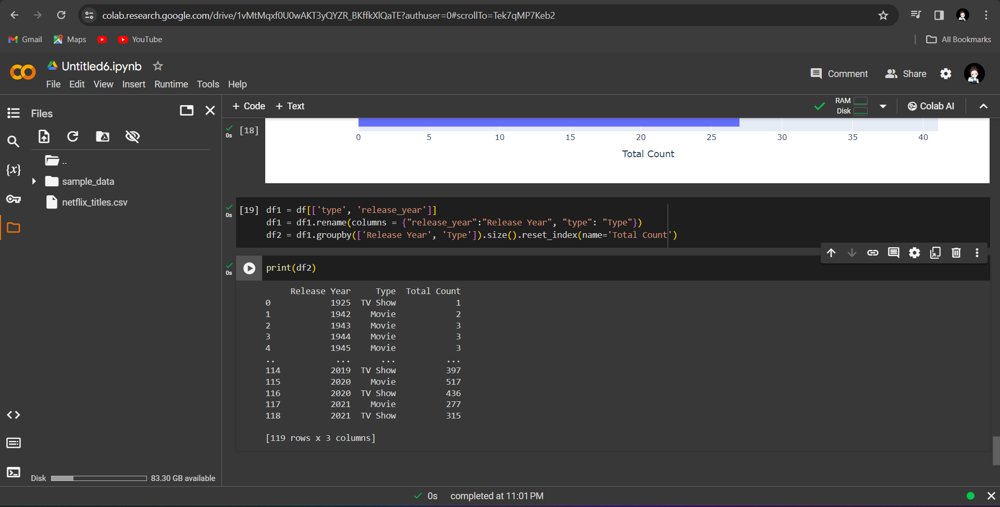 colab.research.google.com/drive/1vMtMqxf0U0wAKT3yQYZR_BKffkXlQaTE?authuser=0#scrollTo=Tek7qMP7Keb2
Gmail Maps YouTube All Bookmarks
Untitled6.ipynb
File Edit View Insert Runtime Tools Help
Comment Share
Files
+ Code + Text
RAM
Disk
Colab AI
..
sample_data
netflix_titles.csv
{x}
0s [18]
0 5 10 15 20 25 30 35 40
Total Count
0s [19] df1 = df[['type', 'release_year']]
df1 = df1.rename(columns = {"release_year":"Release Year", "type": "Type"})
df2 = df1.groupby(['Release Year', 'Type']).size().reset_index(name='Total Count')
0s print(df2)
Release Year Type Total Count
0 1925 TV Show 1
1 1942 Movie 2
2 1943 Movie 3
3 1944 Movie 3
4 1945 Movie 3
.. ... ... ...
114 2019 TV Show 397
115 2020 Movie 517
116 2020 TV Show 436
117 2021 Movie 277
118 2021 TV Show 315
[119 rows x 3 columns]
Disk 83.30 GB available
0s completed at 11:01 PM